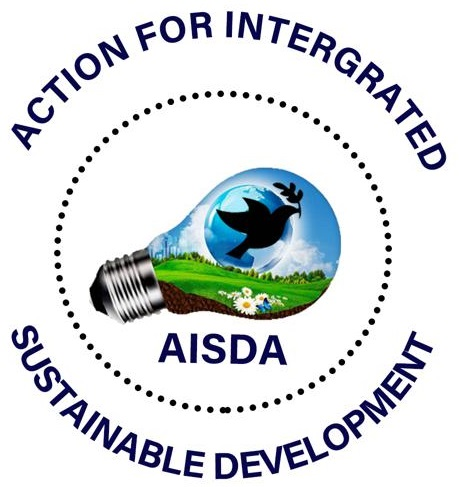 ACTION FOR INTERGRATED
AISDA
SUSTAINABLE DEVELOPMENT